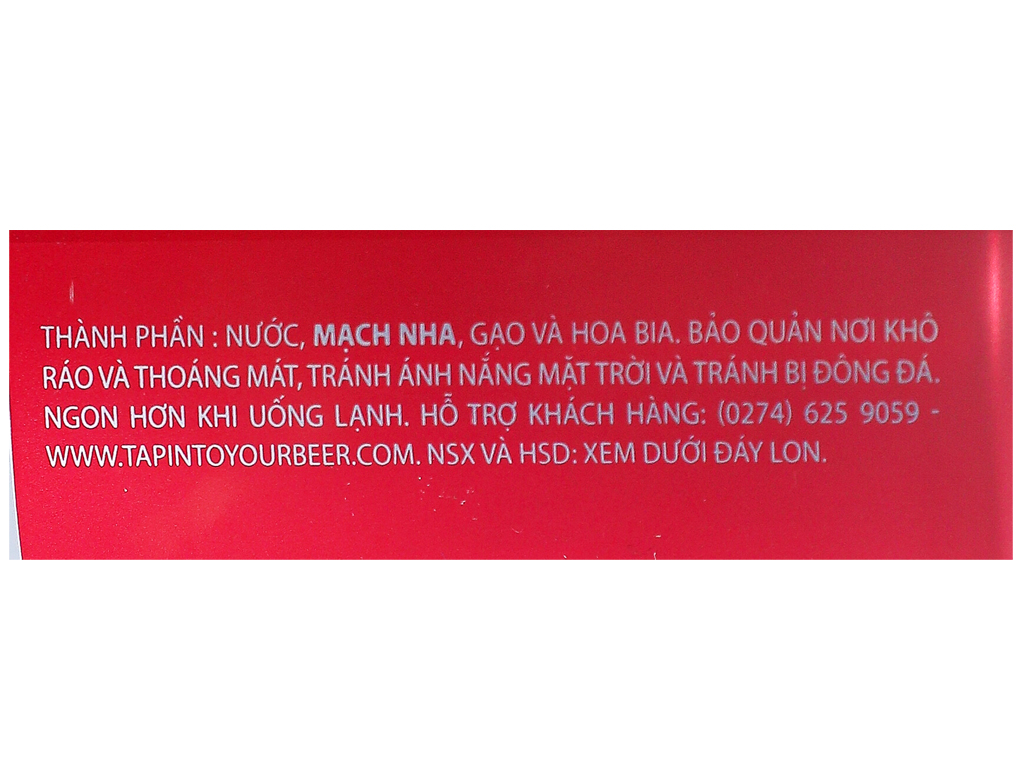 THÀNH PHẦN : NƯỚC, MẠCH NHA, GẠO VÀ HOA BIA. BẢO QUẢN NƠI KHÔ
RÁO VÀ THOÁNG MÁT, TRÁNH ÁNH NẮNG MẶT TRỜI VÀ TRÁNH BỊ ĐÔNG ĐÁ.
NGON HƠN KHI UỐNG LẠNH. HỖ TRỢ KHÁCH HÀNG: (0274) 625 9059 -
WWW.TAPINTOYOURBEER.COM. NSX VÀ HSD: XEM DƯỚI ĐÁY LON.